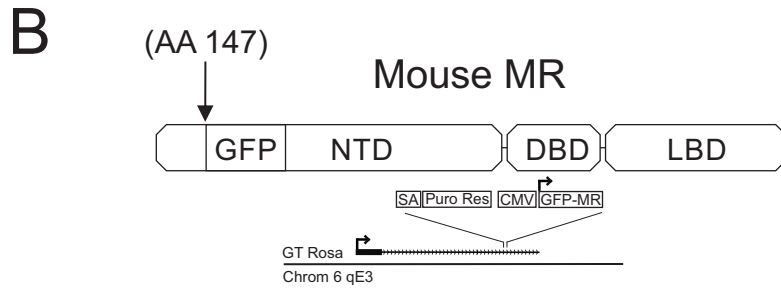 B
(AA 147)
Mouse MR
GFP NTD DBD LBD
SA Puro Res CMV GFP-MR
GT Rosa
Chrom 6 qE3